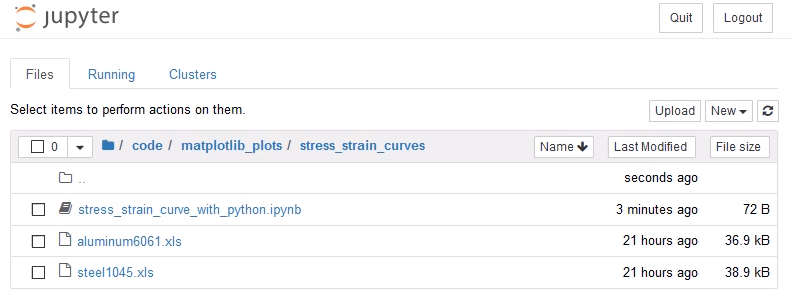 jupyter Quit Logout
Files Running Clusters
Select items to perform actions on them. Upload New
0 / code / matplotlib_plots / stress_strain_curves Name Last Modified File size
.. seconds ago
stress_strain_curve_with_python.ipynb 3 minutes ago 72 B
aluminum6061.xls 21 hours ago 36.9 kB
steel1045.xls 21 hours ago 38.9 kB